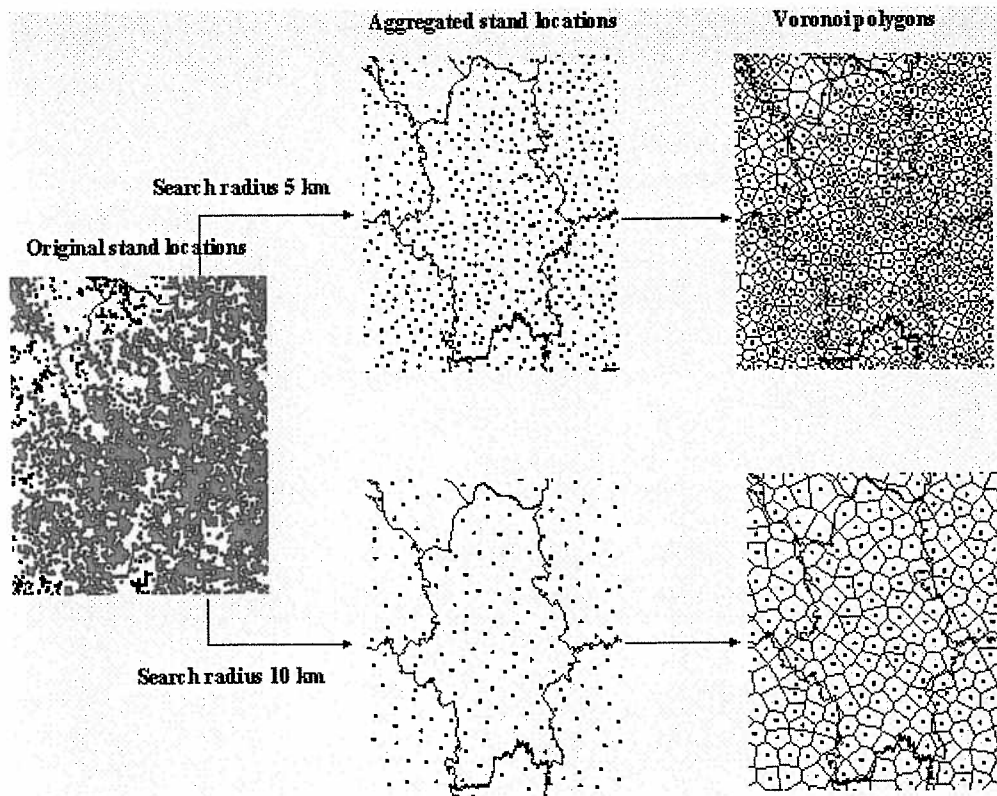 Aggregated stand locations
Voronoi polygons
Search radius 5 km
Original stand locations
Search radius 10 km